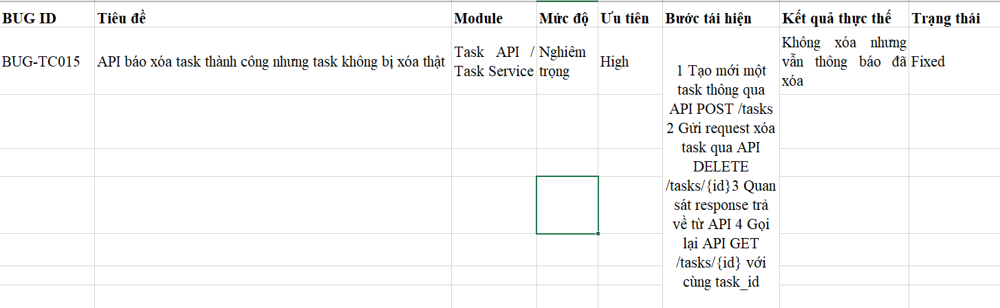 BUG ID
Tiêu đề
Module
Mức độ
Ưu tiên
Bước tái hiện
Kết quả thực thế
Trạng thái
BUG-TC015
API báo xóa task thành công nhưng task không bị xóa thật
Task API /
Task Service
Nghiêm
trọng
High
1 Tạo mới một
task thông qua
API POST /tasks
2 Gửi request xóa
task qua API
DELETE
/tasks/{id}3 Quan
sát response trả
về từ API 4 Gọi
lại API GET
/tasks/{id} với
cùng task_id
Không xóa nhưng
vẫn thông báo đã
xóa
Fixed